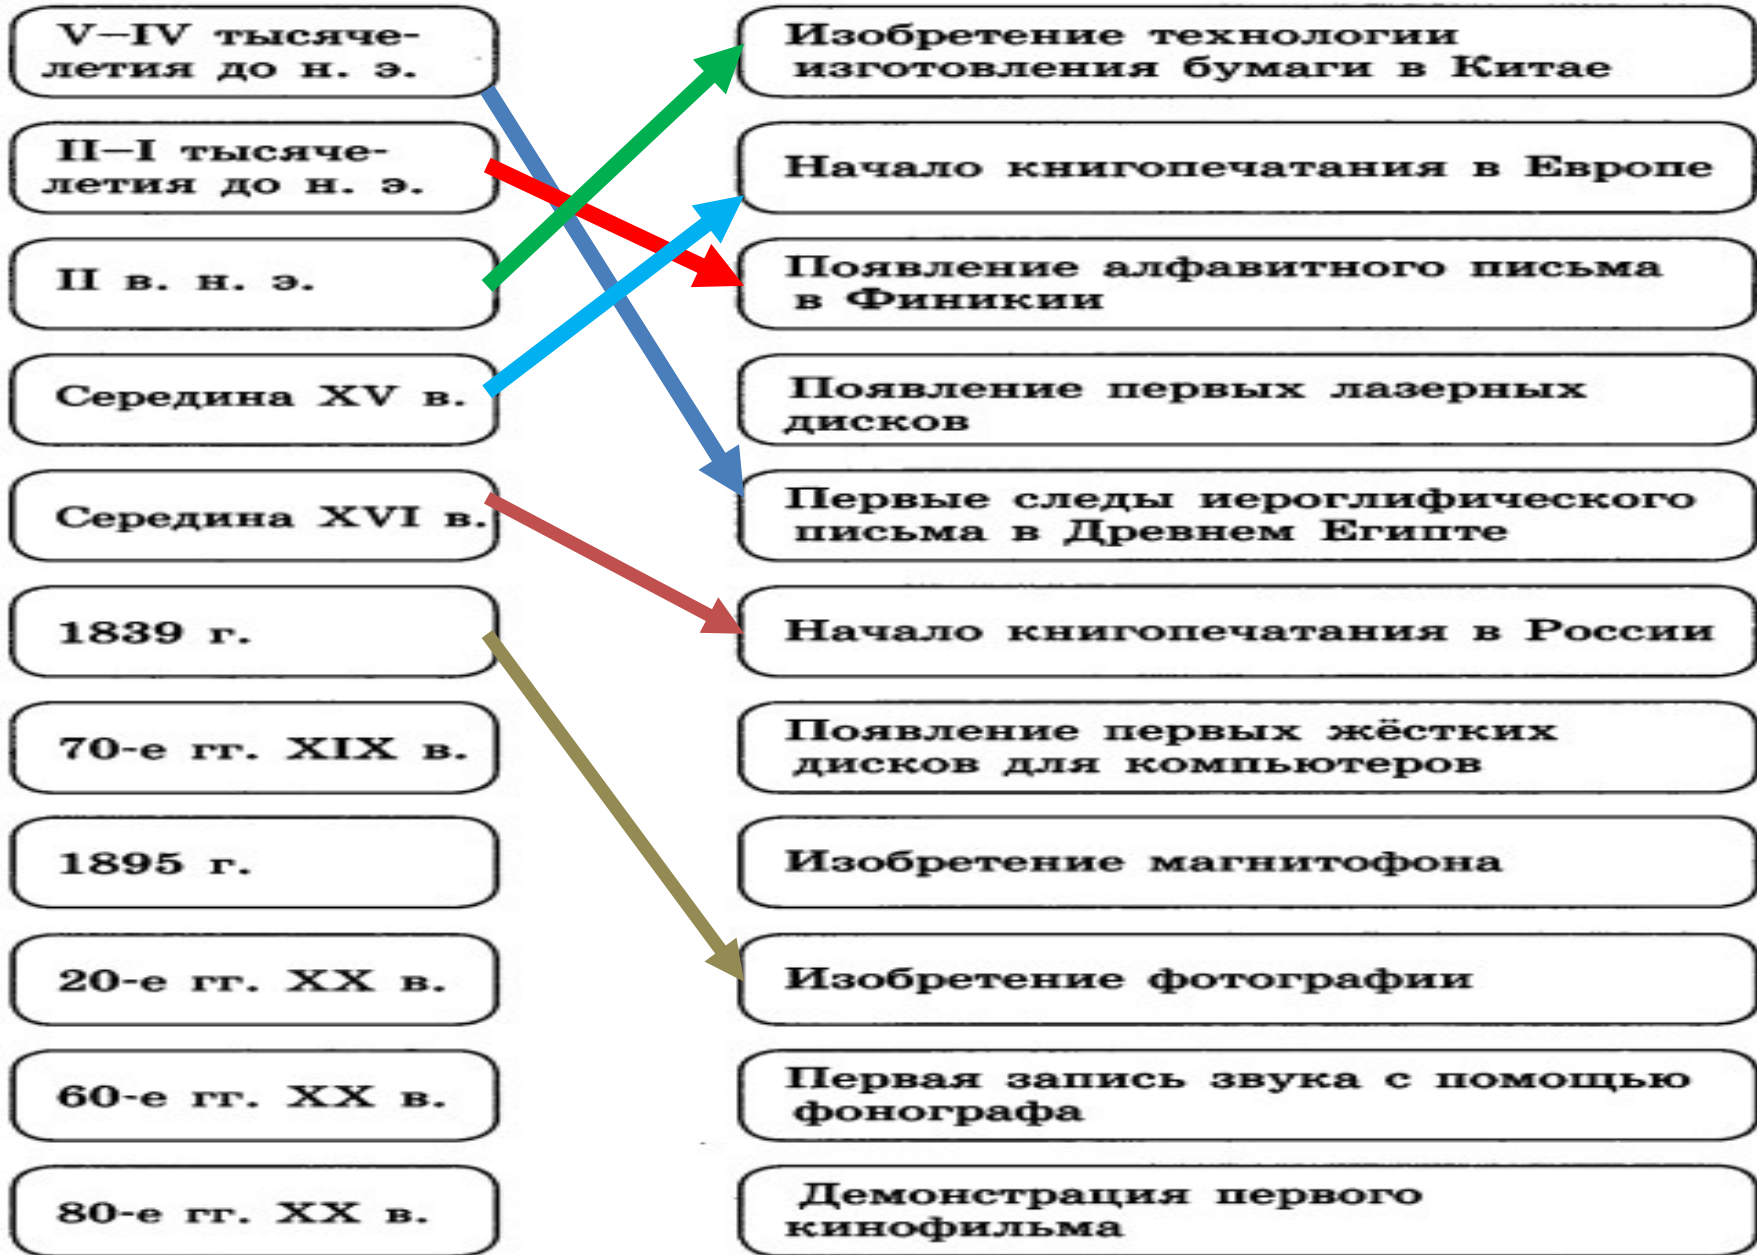 V–IV тысяче-
летия до н. э.
II–I тысяче-
летия до н. э.
II в. н. э.
Середина XV в.
Середина XVI в.
1839 г.
70-е гг. XIX в.
1895 г.
20-е гг. XX в.
60-е гг. XX в.
80-е гг. XX в.
Изобретение технологии
изготовления бумаги в Китае
Начало книгопечатания в Европе
Появление алфавитного письма
в Финикии
Появление первых лазерных
дисков
Первые следы иероглифического
письма в Древнем Египте
Начало книгопечатания в России
Появление первых жёстких
дисков для компьютеров
Изобретение магнитофона
Изобретение фотографии
Первая запись звука с помощью
фонографа
Демонстрация первого
кинофильма